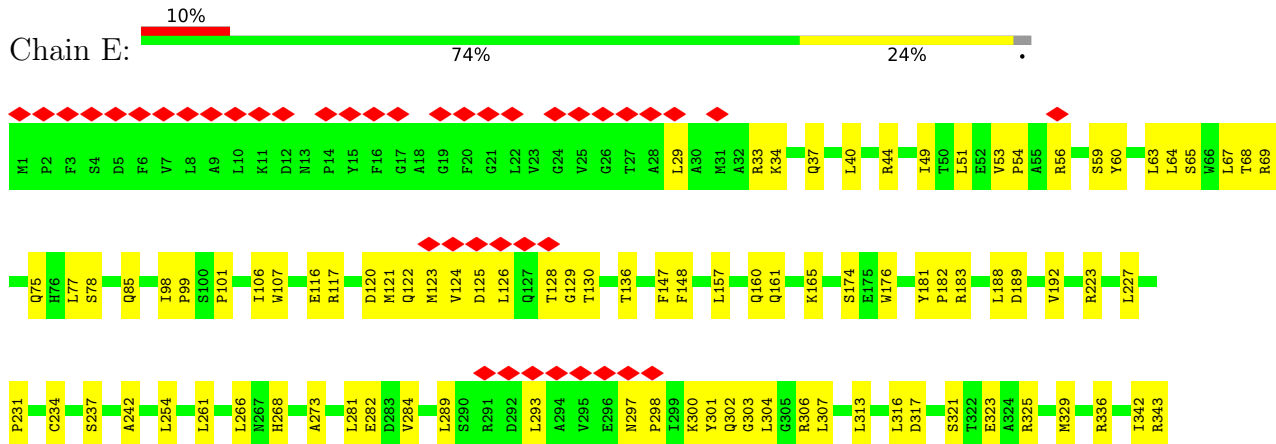 10%
Chain E:
74% 24% •
M1 P2 F3 S4 D5 F6 V7 L8 A9 L10 K11 D12 N13 P14 Y15 F16 G17 A18 G19 F20 G21 L22 V23 G24 V25 G26 T27 A28 L29 A30 M31 A32 R33 K34 Q37 L40 R44 I49 T50 L51 E52 V53 P54 A55 R56 S59 Y60 L63 L64 S65 W66 L67 T68 R69
Q75 H76 L77 S78 Q85 I98 P99 S100 P101 I106 W107 E116 R117 D120 M121 Q122 M123 V124 D125 L126 Q127 T128 G129 T130 T136 F147 F148 L157 Q160 Q161 K165 S174 E175 W176 Y181 P182 R183 L188 D189 V192 R223 L227
P231 C234 S237 A242 L254 L261 L266 N267 H268 A273 L281 E282 D283 V284 L289 S290 R291 D292 L293 A294 V295 E296 N297 P298 I299 K300 Y301 Q302 G303 L304 G305 R306 L307 L313 L316 D317 S321 T322 E323 A324 R325 M329 R336 I342 R343